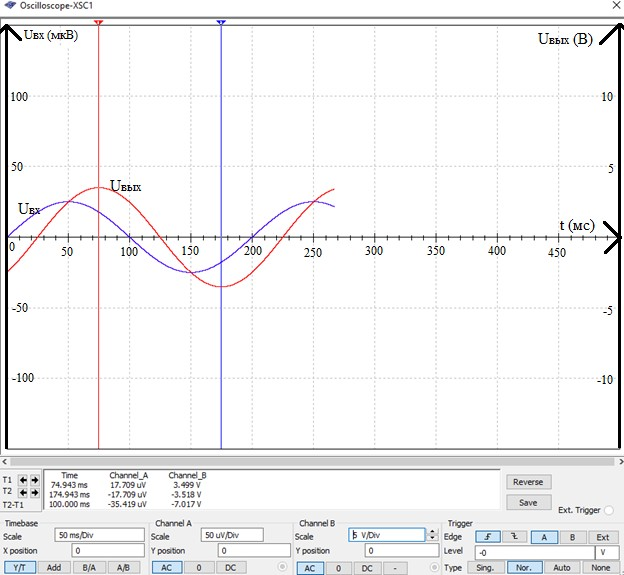 Oscilloscope-XSC1
Uвх (мкВ)
Uвых (В)
100
10
50
5
Uвых
Uвх
t (мс)
0 50 100 150 200 250 300 350 400 450
-50
-5
-100
-10
T1
T2
T2-T1
Time Channel_A Channel_B
74.943 ms 17.709 uV 3.499 V
174.943 ms -17.709 uV -3.518 V
100.000 ms -35.419 uV -7.017 V
Reverse
Save
Ext. Trigger
Timebase
Scale 50 ms/Div
X position 0
Y/T Add B/A A/B
Channel A
Scale 50 uV/Div
Y position 0
AC 0 DC
Channel B
Scale 5 V/Div
Y position 0
AC 0 DC -
Trigger
Edge A B Ext
Level -0 V
Type Sing. Nor. Auto None